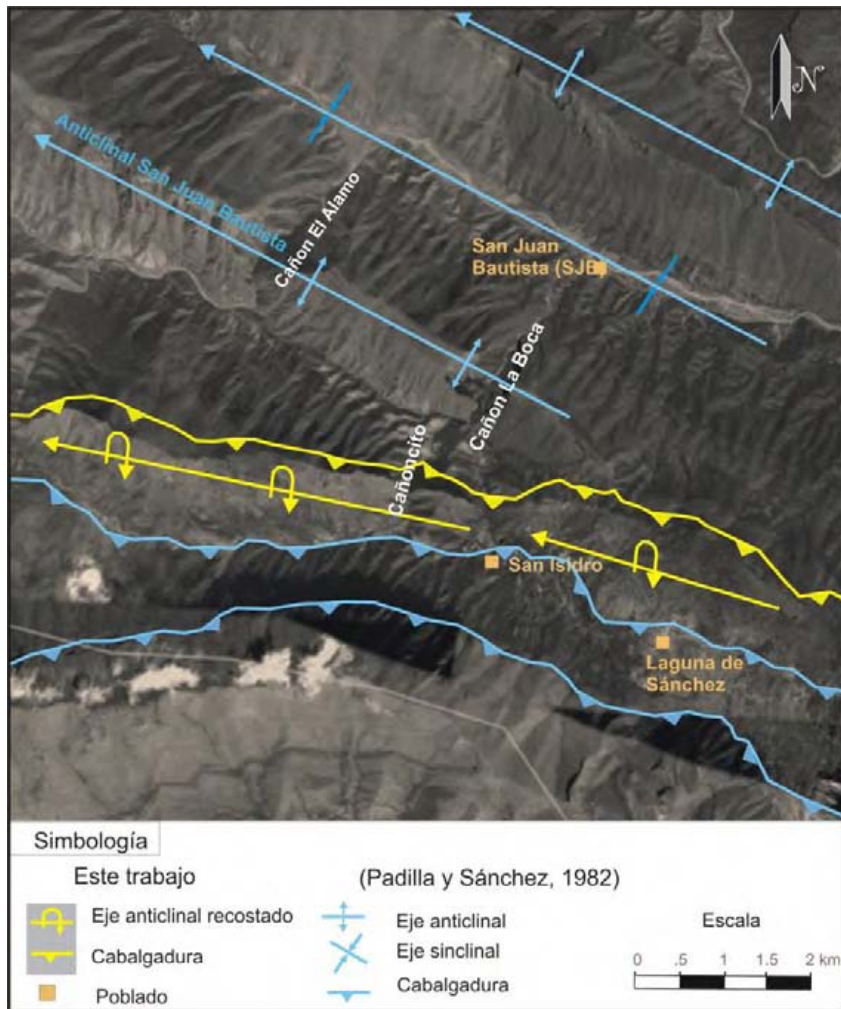 N
Anticlinal San Juan Bautista
Cañon El Alamo
San Juan
Bautista (SJB)
Cañon La Boca
Cañoncito
San Isidro
Laguna de
Sánchez
Simbología
Este trabajo
(Padilla y Sánchez, 1982)
Eje anticlinal recostado
Eje anticlinal
Escala
Eje sinclinal
Cabalgadura
Cabalgadura
0 .5 1 1.5 2 km
Poblado